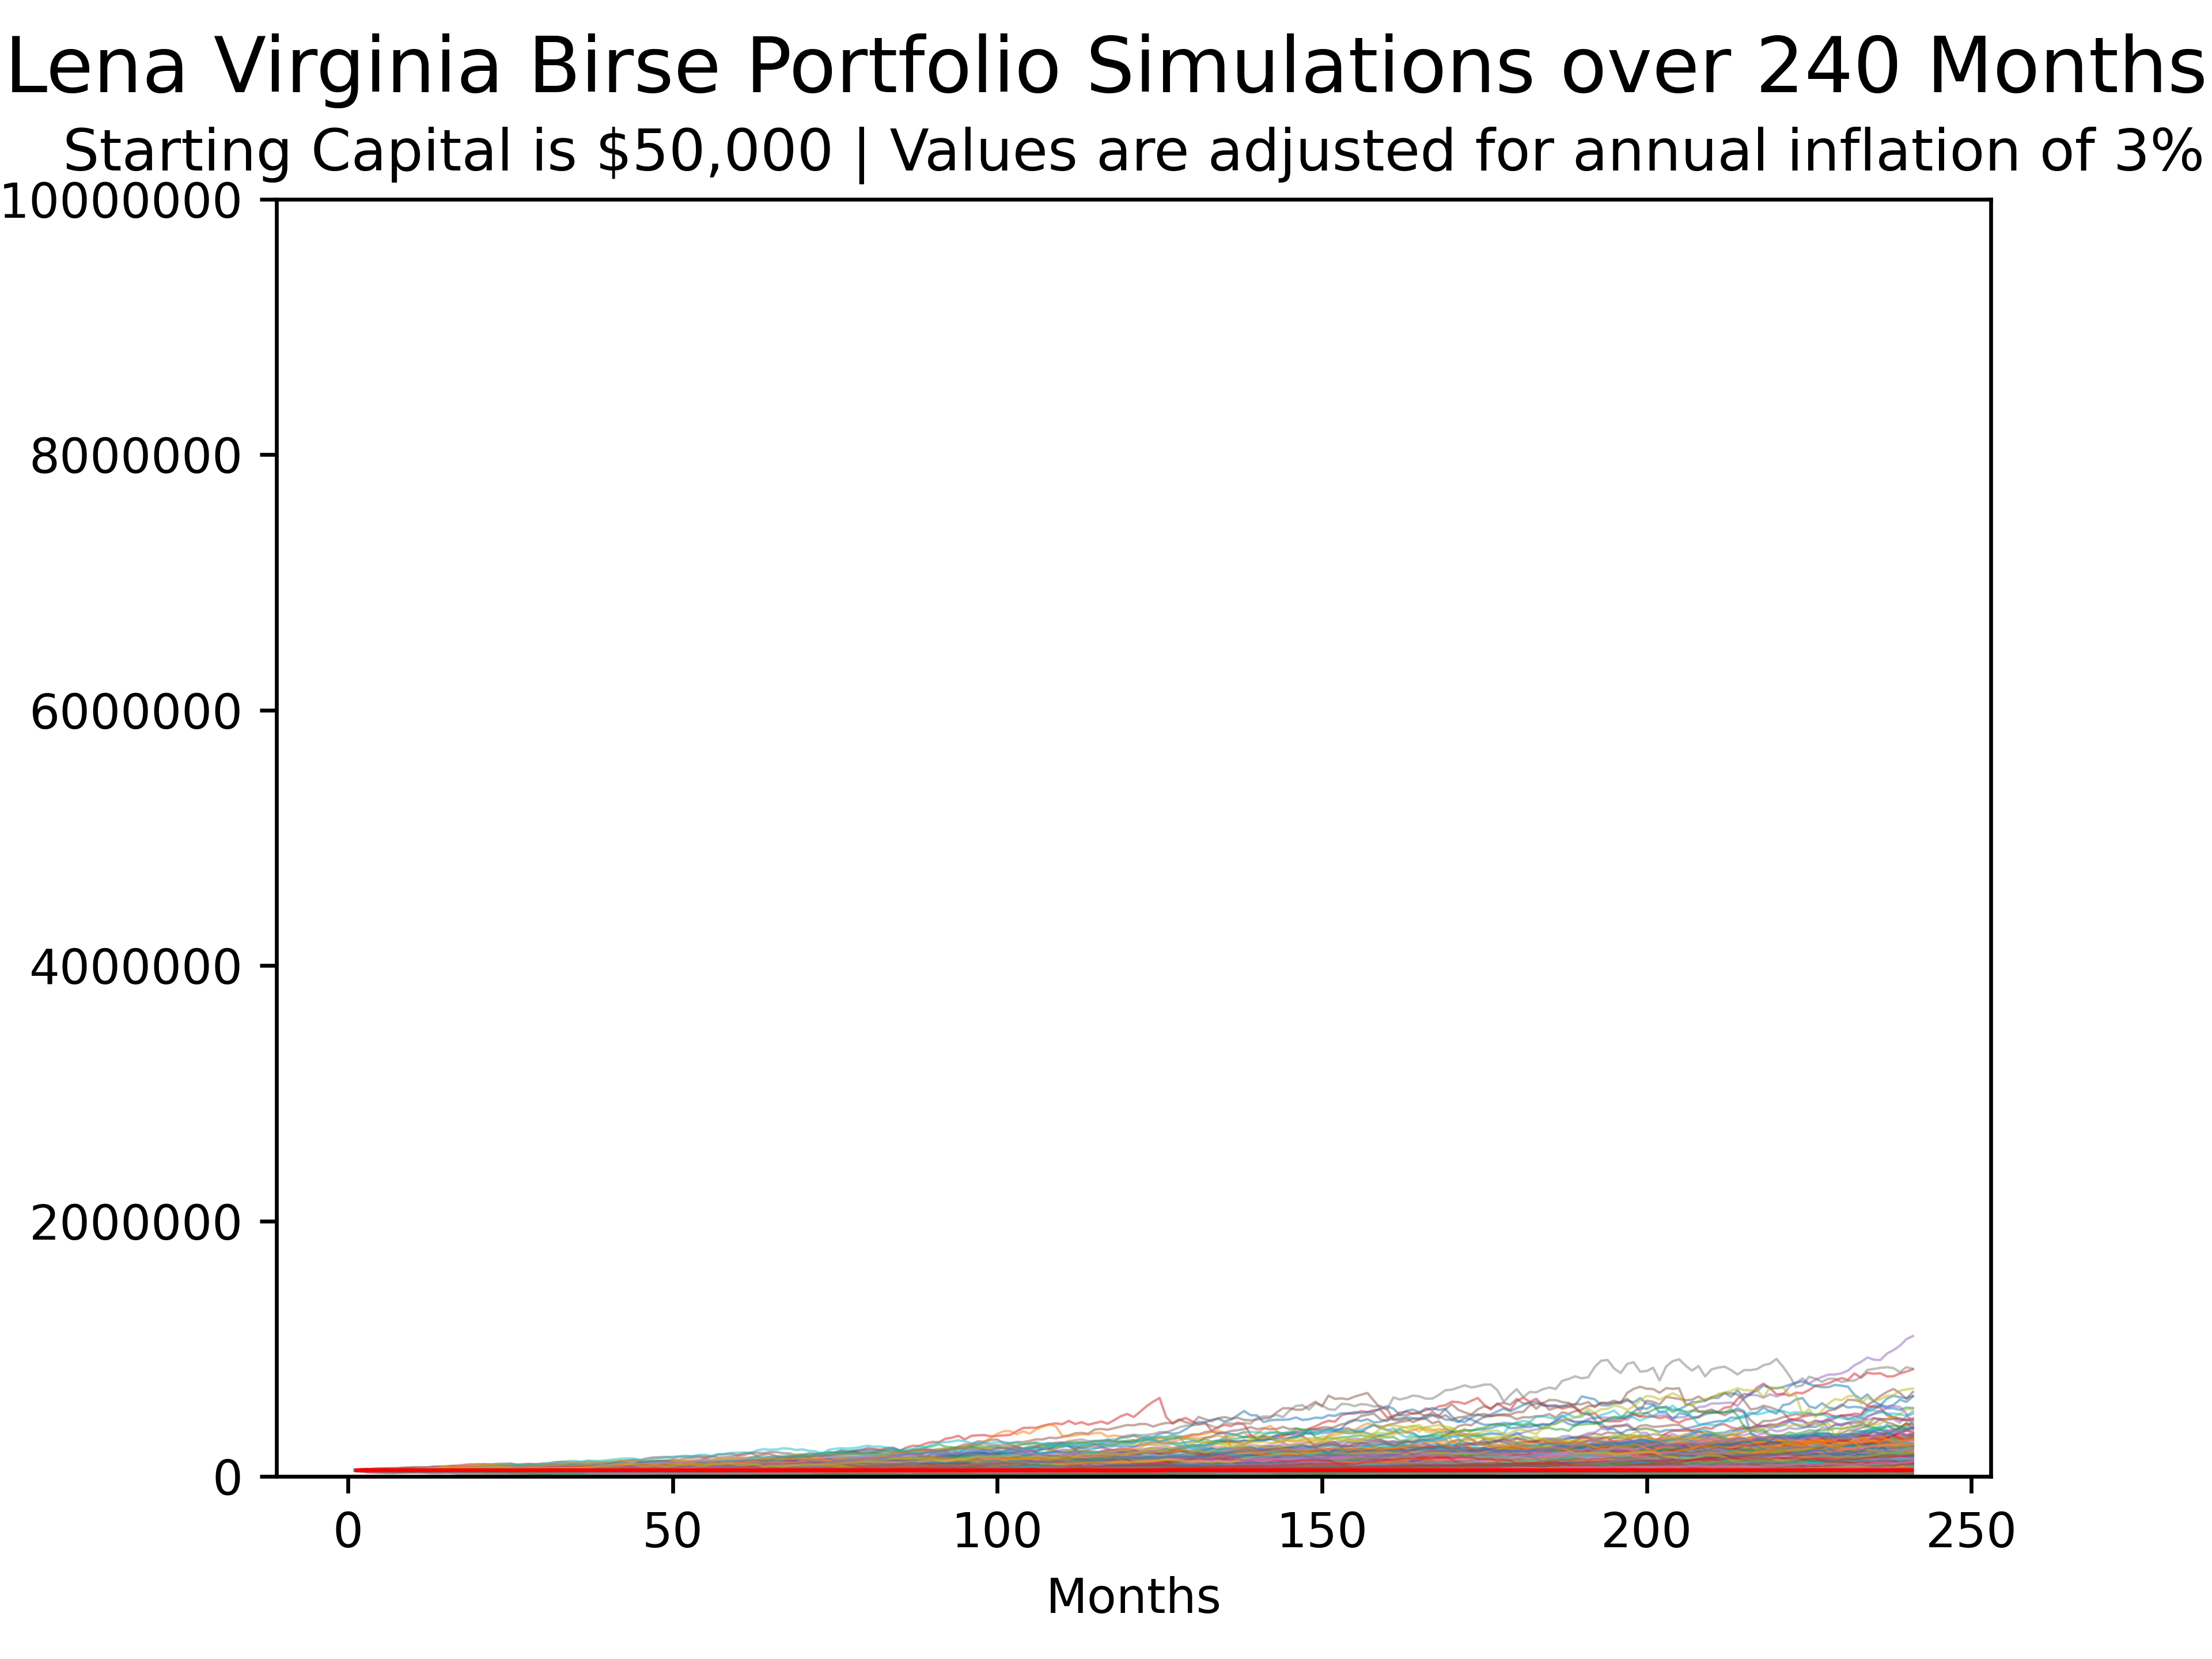 Lena Virginia Birse Portfolio Simulations over 240 Months
Starting Capital is $50,000 | Values are adjusted for annual inflation of 3%
10000000
8000000
6000000
4000000
2000000
0
0 50 100 150 200 250
Months